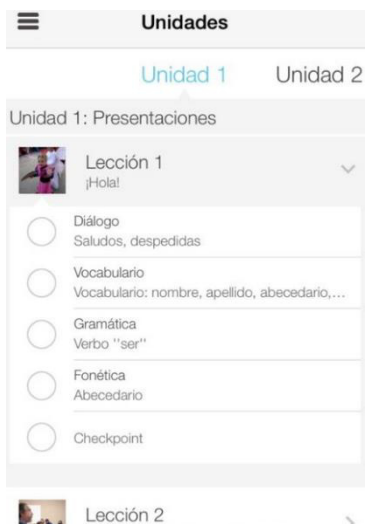 Unidades
Unidad 1 Unidad 2
Unidad 1: Presentaciones
Lección 1
¡Hola!
Diálogo
Saludos, despedidas
Vocabulario
Vocabulario: nombre, apellido, abecedario,...
Gramática
Verbo ''ser''
Fonética
Abecedario
Checkpoint
Lección 2